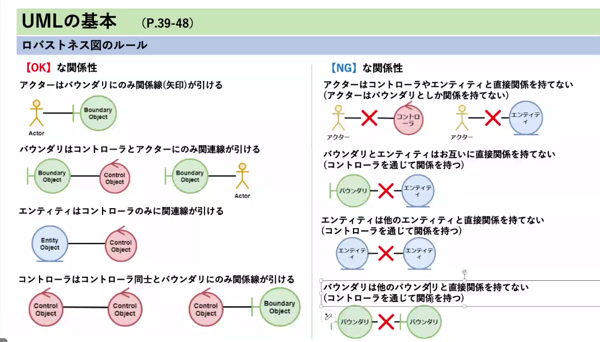 UMLの基本 (P.39-48)
ロバストネス図のルール
【OK】な関係性
アクターはバウンダリにのみ関係線(矢印)が引ける
Boundary
Object
Actor
バウンダリはコントローラとアクターにのみ関連線が引ける
Boundary
Object
Control
Object
Boundary
Object
Actor
エンティティはコントローラのみに関連線が引ける
Entity
Object
Control
Object
コントローラはコントローラ同士とバウンダリにのみ関係線が引ける
Control
Object
Control
Object
Control
Object
Boundary
Object
【NG】な関係性
アクターはコントローラやエンティティと直接関係を持てない
(アクターはバウンダリとしか関係を持てない)
アクター
コントロ
ーラ
アクター
エンティテ
ィ
バウンダリとエンティティはお互いに直接関係を持てない
(コントローラを通じて関係を持つ)
バウンダリ
エンティテ
ィ
エンティティは他のエンティティと直接関係を持てない
(コントローラを通じて関係を持つ)
エンティテ
ィ
エンティテ
ィ
バウンダリは他のバウンダリと直接関係を持てない
(コントローラを通じて関係を持つ)
バウンダリ
バウンダリ